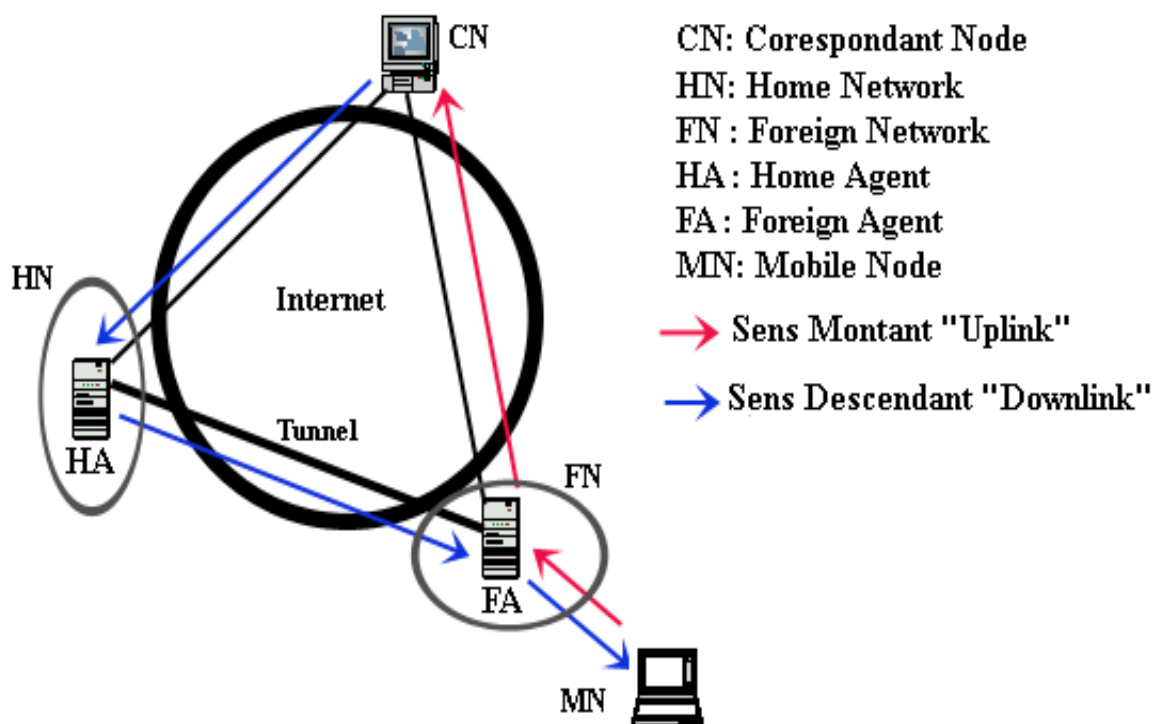 CN
CN: Corespondant Node
HN: Home Network
FN : Foreign Network
HA : Home Agent
FA : Foreign Agent
MN: Mobile Node
Sens Montant "Uplink"
Sens Descendant "Downlink"
HN
Internet
HA
Tunnel
FN
FA
MN